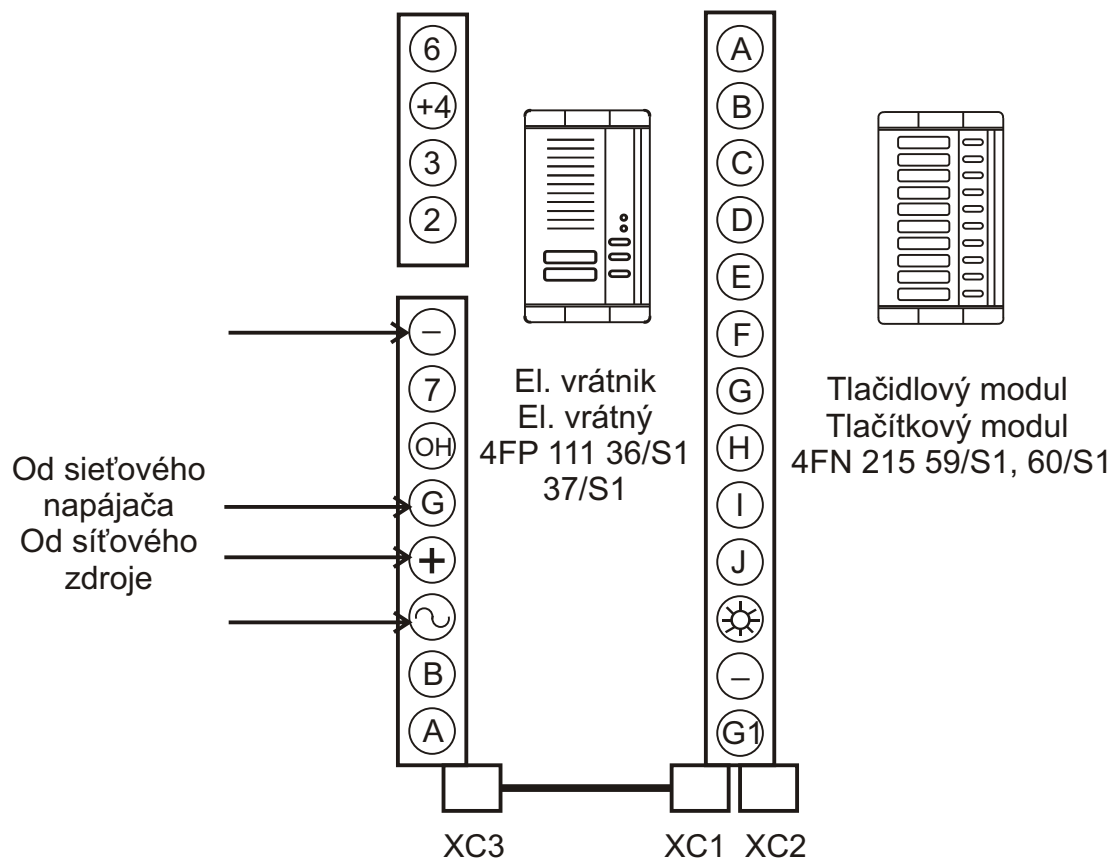 6
+4
3
2
−
7
OH
G
+
~
B
A
Od sieťového
napájača
Od síťového
zdroje
El. vrátnik
El. vrátný
4FP 111 36/S1
37/S1
A
B
C
D
E
F
G
H
I
J
−
G1
Tlačidlový modul
Tlačítkový modul
4FN 215 59/S1, 60/S1
XC3
XC1
XC2